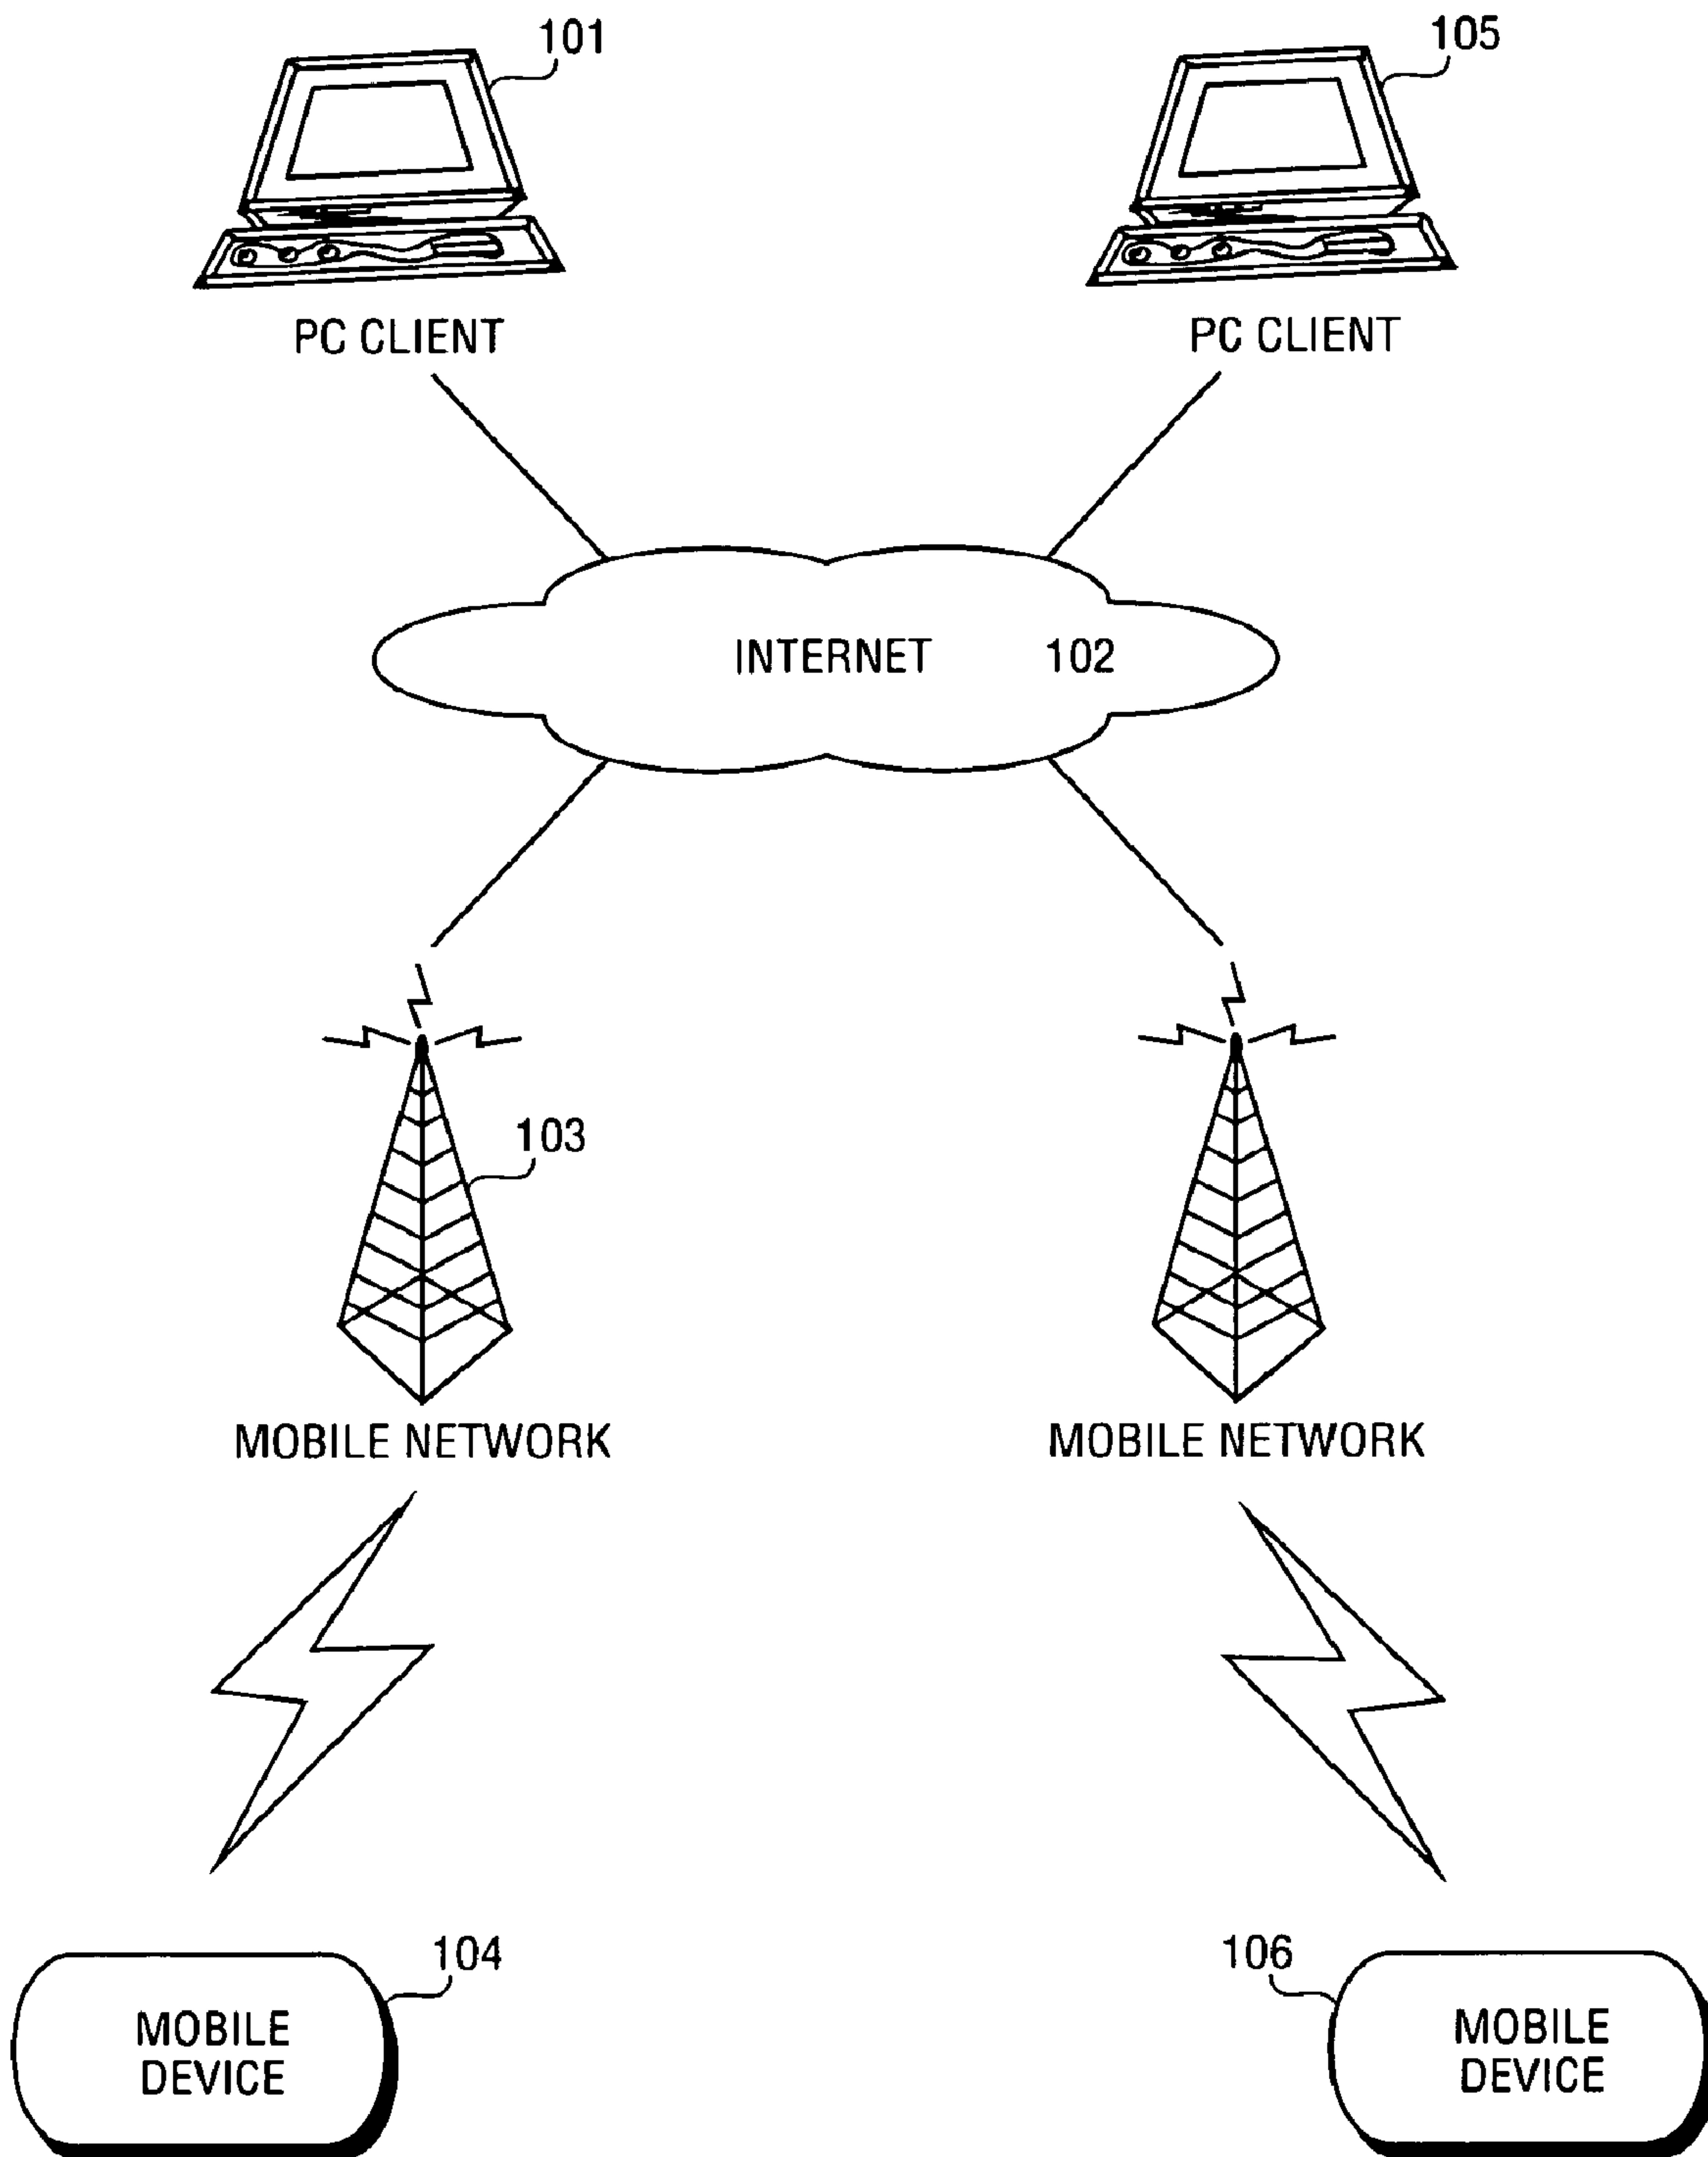 101
105
PC CLIENT
PC CLIENT
INTERNET 102
103
MOBILE NETWORK
MOBILE NETWORK
104
106
MOBILE
DEVICE
MOBILE
DEVICE